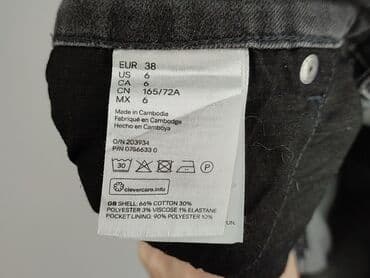 EUR 38
US 6
CA 6
CN 165/72A
MX 6
Made in Cambodia
Fabriqué en Cambodge
Hecho en Camboya
O/N 203934
P/N 0756633 0
30
P
clevercare.info
GB SHELL: 66% COTTON 30%
POLYESTER 3% VISCOSE 1% ELASTANE
POCKET LINING: 90% POLYESTER 10%